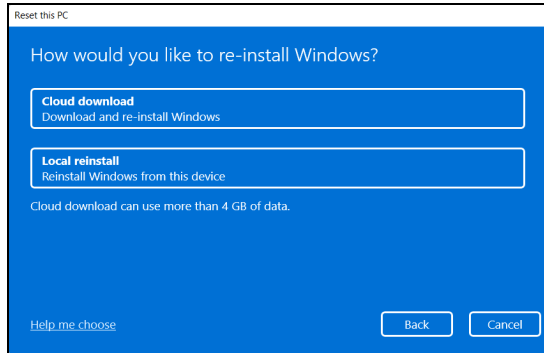 Reset this PC
How would you like to re-install Windows?
Cloud download
Download and re-install Windows
Local reinstall
Reinstall Windows from this device
Cloud download can use more than 4 GB of data.
Help me choose
Back
Cancel